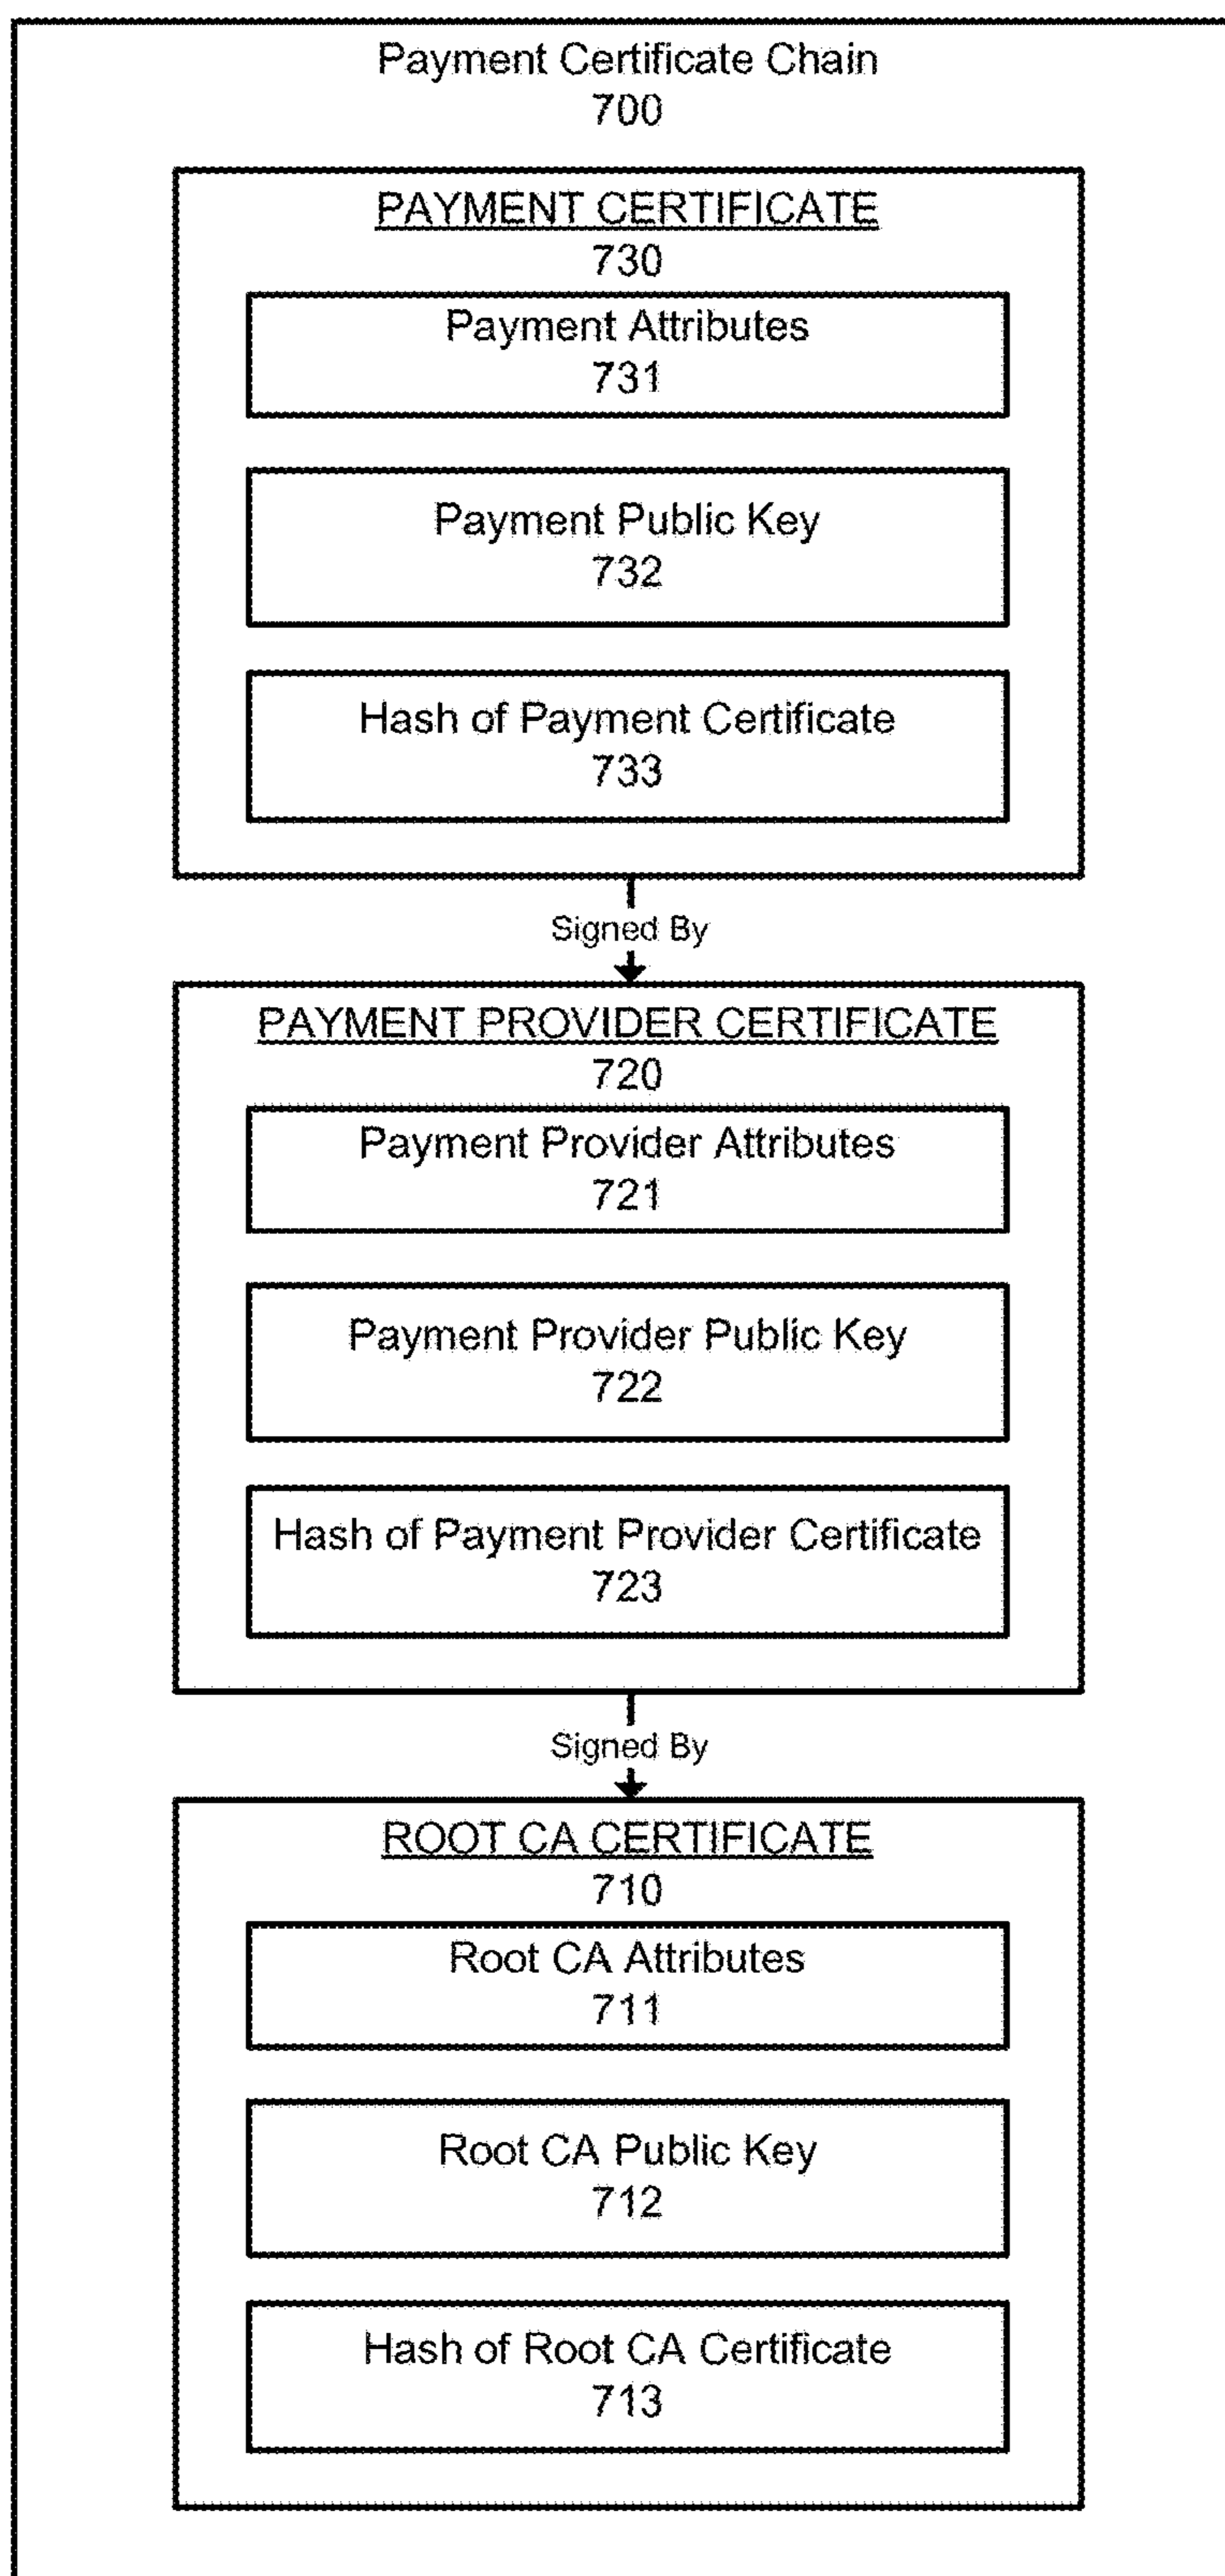 Payment Certificate Chain
700
PAYMENT CERTIFICATE
730
Payment Attributes
731
Payment Public Key
732
Hash of Payment Certificate
733
Signed By
PAYMENT PROVIDER CERTIFICATE
720
Payment Provider Attributes
721
Payment Provider Public Key
722
Hash of Payment Provider Certificate
723
Signed By
ROOT CA CERTIFICATE
710
Root CA Attributes
711
Root CA Public Key
712
Hash of Root CA Certificate
713